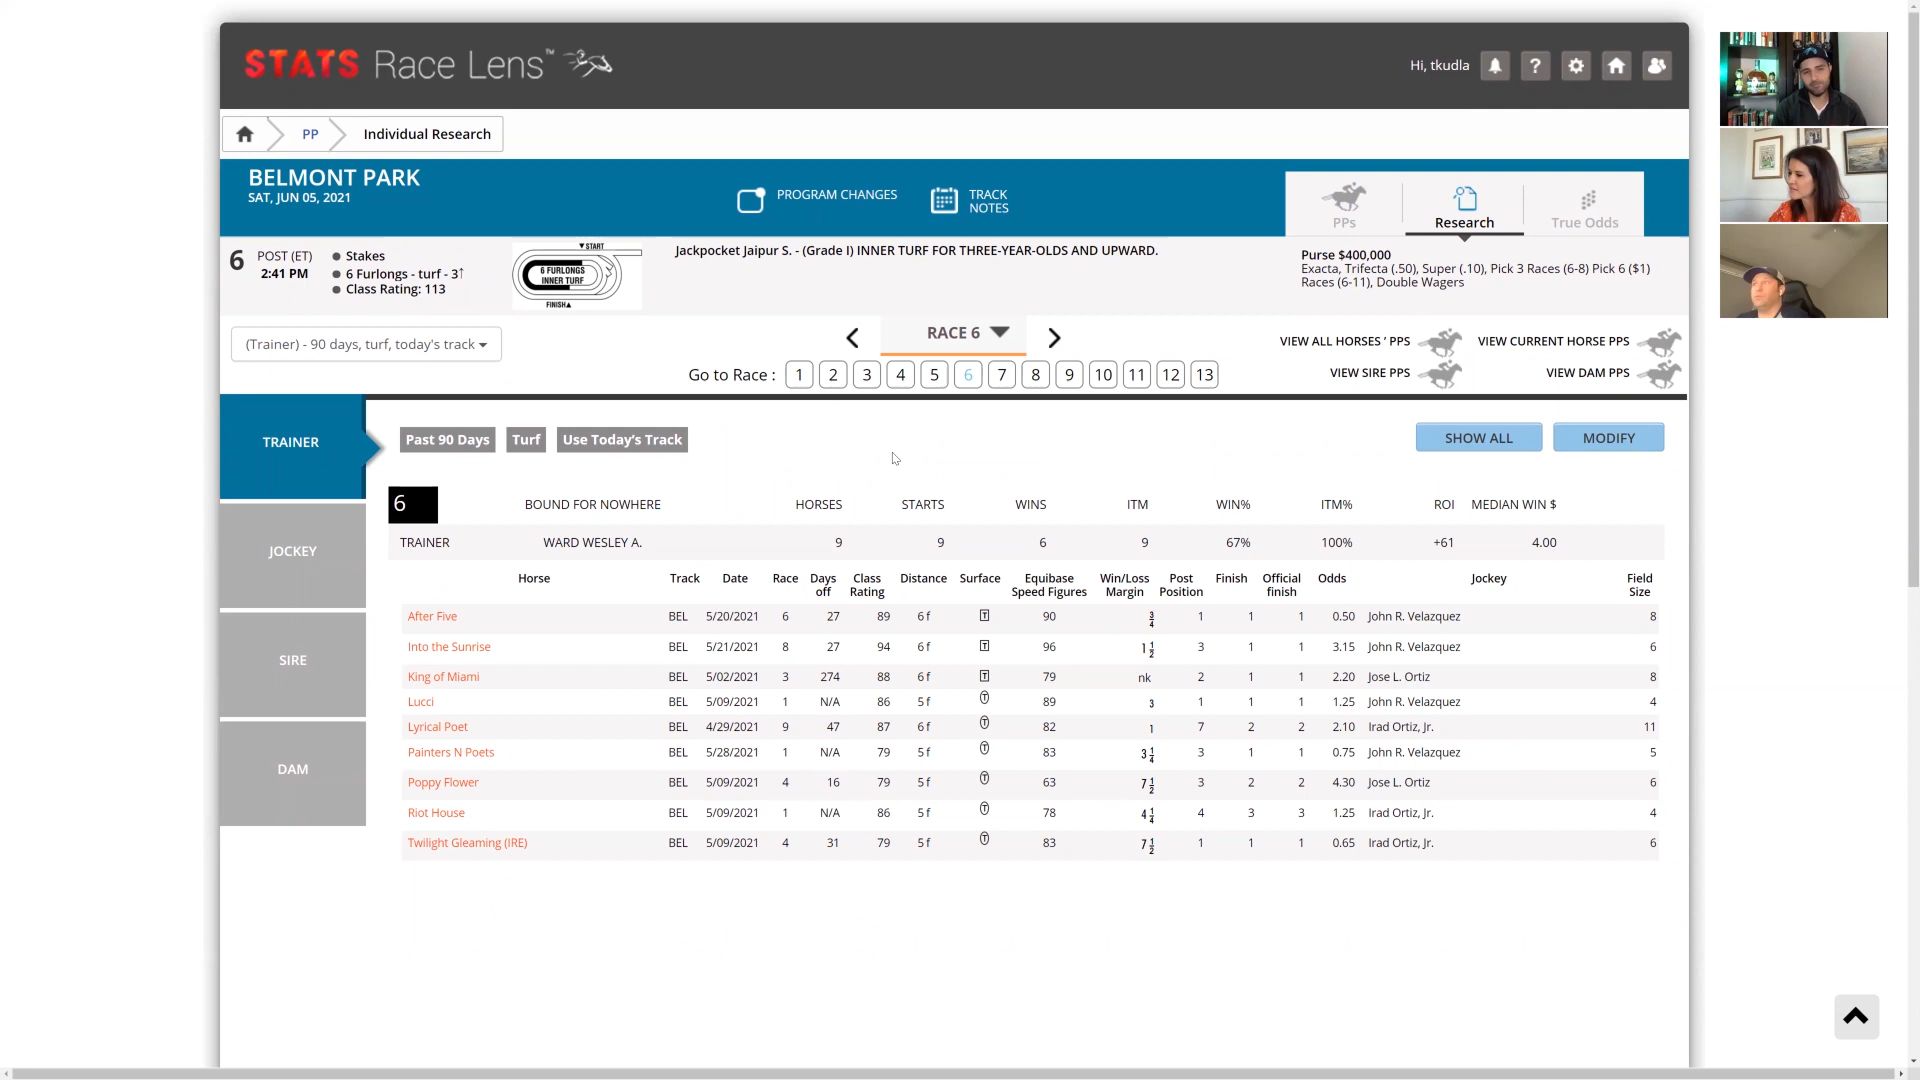 STATS Race Lens™
Hi, tkudla
?
PP
Individual Research
BELMONT PARK
SAT, JUN 05, 2021
PROGRAM CHANGES
TRACK
NOTES
PPs
Research
True Odds
6
POST (ET)
2:41 PM
Stakes
6 Furlongs - turf - 3↑
Class Rating: 113
START
6 FURLONGS
INNER TURF
FINISH
Jackpocket Jaipur S. - (Grade I) INNER TURF FOR THREE-YEAR-OLDS AND UPWARD.
Purse $400,000
Exacta, Trifecta (.50), Super (.10), Pick 3 Races (6-8) Pick 6 ($1)
Races (6-11), Double Wagers
(Trainer) - 90 days, turf, today's track
RACE 6
Go to Race : 1 2 3 4 5 6 7 8 9 10 11 12 13
VIEW ALL HORSES ' PPS VIEW CURRENT HORSE PPS
VIEW SIRE PPS VIEW DAM PPS
TRAINER
JOCKEY
SIRE
DAM
Past 90 Days Turf Use Today's Track
SHOW ALL MODIFY
6 BOUND FOR NOWHERE HORSES STARTS WINS ITM WIN% ITM% ROI MEDIAN WIN $
TRAINER WARD WESLEY A. 9 9 6 9 67% 100% +61 4.00
Horse Track Date Race Days off Class Rating Distance Surface Equibase Speed Figures Win/Loss Margin Post Position Finish Official finish Odds Jockey Field Size
After Five BEL 5/20/2021 6 27 89 6 f T 90 3/4 1 1 1 0.50 John R. Velazquez 8
Into the Sunrise BEL 5/21/2021 8 27 94 6 f T 96 1 1/2 3 1 1 3.15 John R. Velazquez 6
King of Miami BEL 5/02/2021 3 274 88 6 f T 79 nk 2 1 1 2.20 Jose L. Ortiz 8
Lucci BEL 5/09/2021 1 N/A 86 5 f T 89 3 1 1 1 1.25 John R. Velazquez 4
Lyrical Poet BEL 4/29/2021 9 47 87 6 f T 82 1 7 2 2 2.10 Irad Ortiz, Jr. 11
Painters N Poets BEL 5/28/2021 1 N/A 79 5 f T 83 3 1/4 3 1 1 0.75 John R. Velazquez 5
Poppy Flower BEL 5/09/2021 4 16 79 5 f T 63 7 1/2 3 2 2 4.30 Jose L. Ortiz 6
Riot House BEL 5/09/2021 1 N/A 86 5 f T 78 4 1/4 4 3 3 1.25 Irad Ortiz, Jr. 4
Twilight Gleaming (IRE) BEL 5/09/2021 4 31 79 5 f T 83 7 1/2 1 1 1 0.65 Irad Ortiz, Jr. 6